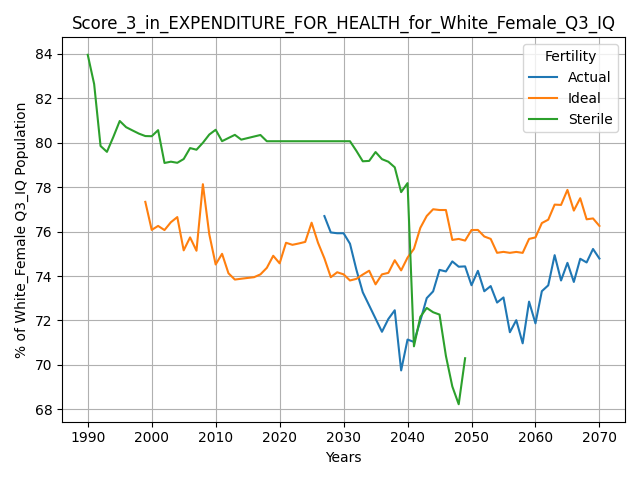 Score_3_in_EXPENDITURE_FOR_HEALTH_for_White_Female_Q3_IQ
Fertility
Actual
Ideal
Sterile
% of White_Female Q3_IQ Population
84
82
80
78
76
74
72
70
68
1990 2000 2010 2020 2030 2040 2050 2060 2070
Years